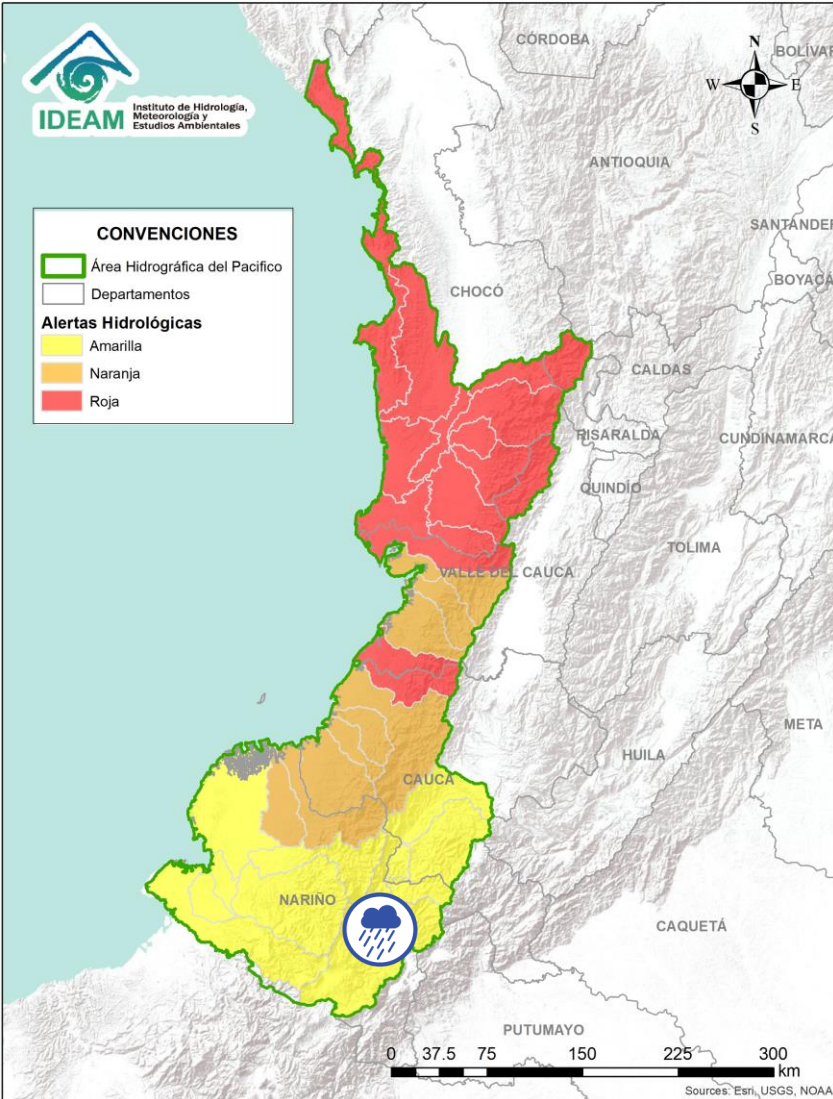 CÓRDOBA
BOLÍVAR
N
W
E
S
IDEAM
Instituto de Hidrología,
Meteorología y
Estudios Ambientales
ANTIOQUIA
SANTANDER
CONVENCIONES
Área Hidrográfica del Pacifico
Departamentos
Alertas Hidrológicas
Amarilla
Naranja
Roja
BOYACÁ
CHOCÓ
CALDAS
RISARALDA
CUNDINAMARCA
QUINDÍO
TOLIMA
VALLE DEL CAUCA
META
HUILA
CAUCA
NARIÑO
CAQUETÁ
PUTUMAYO
0 37.5 75 150 225 300
km
Sources: Esri, USGS, NOAA